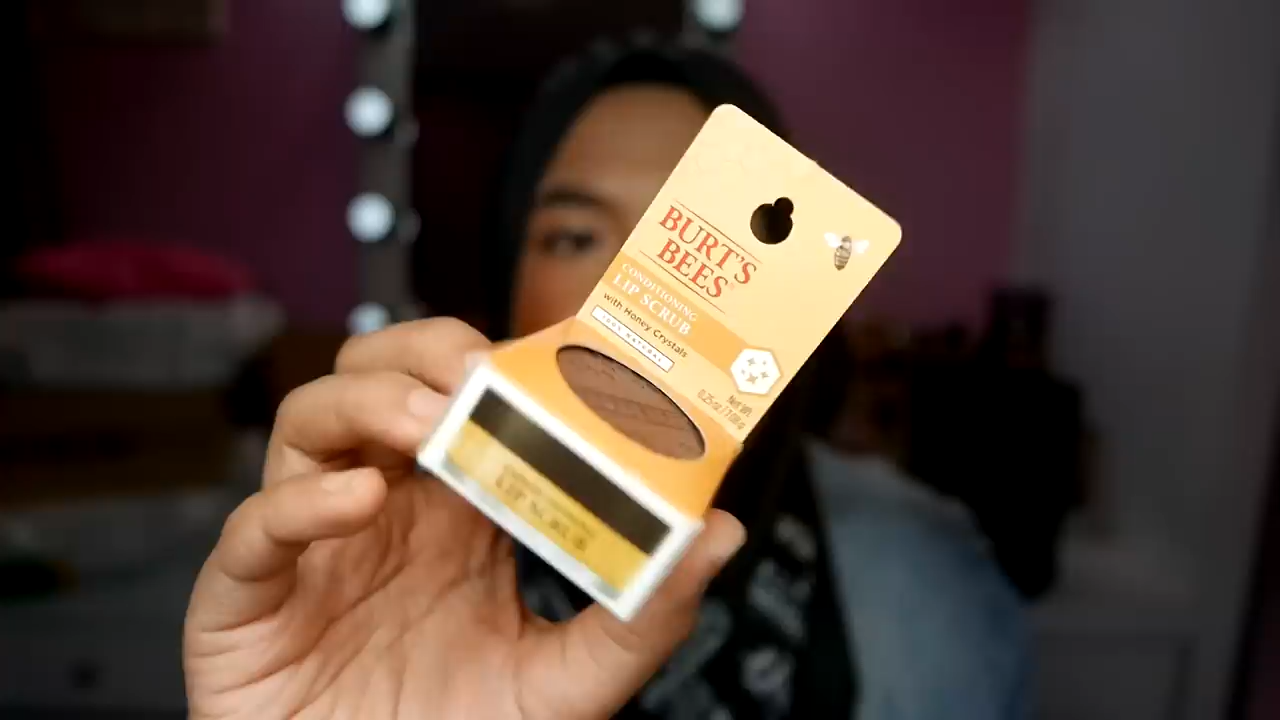 BURT'S
BEES
CONDITIONING
LIP SCRUB
with Honey Crystals
100% NATURAL
Net Wt.
0.25 oz / 7.08 g
LIP SCRUB